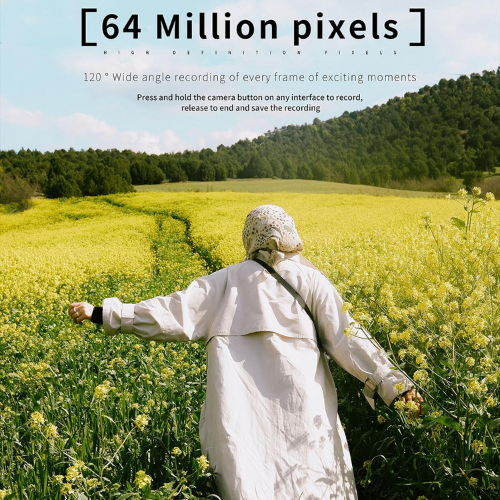 [64 Million pixels]
HIGH DEFINITION PIXELS
120 ° Wide angle recording of every frame of exciting moments
Press and hold the camera button on any interface to record,
release to end and save the recording